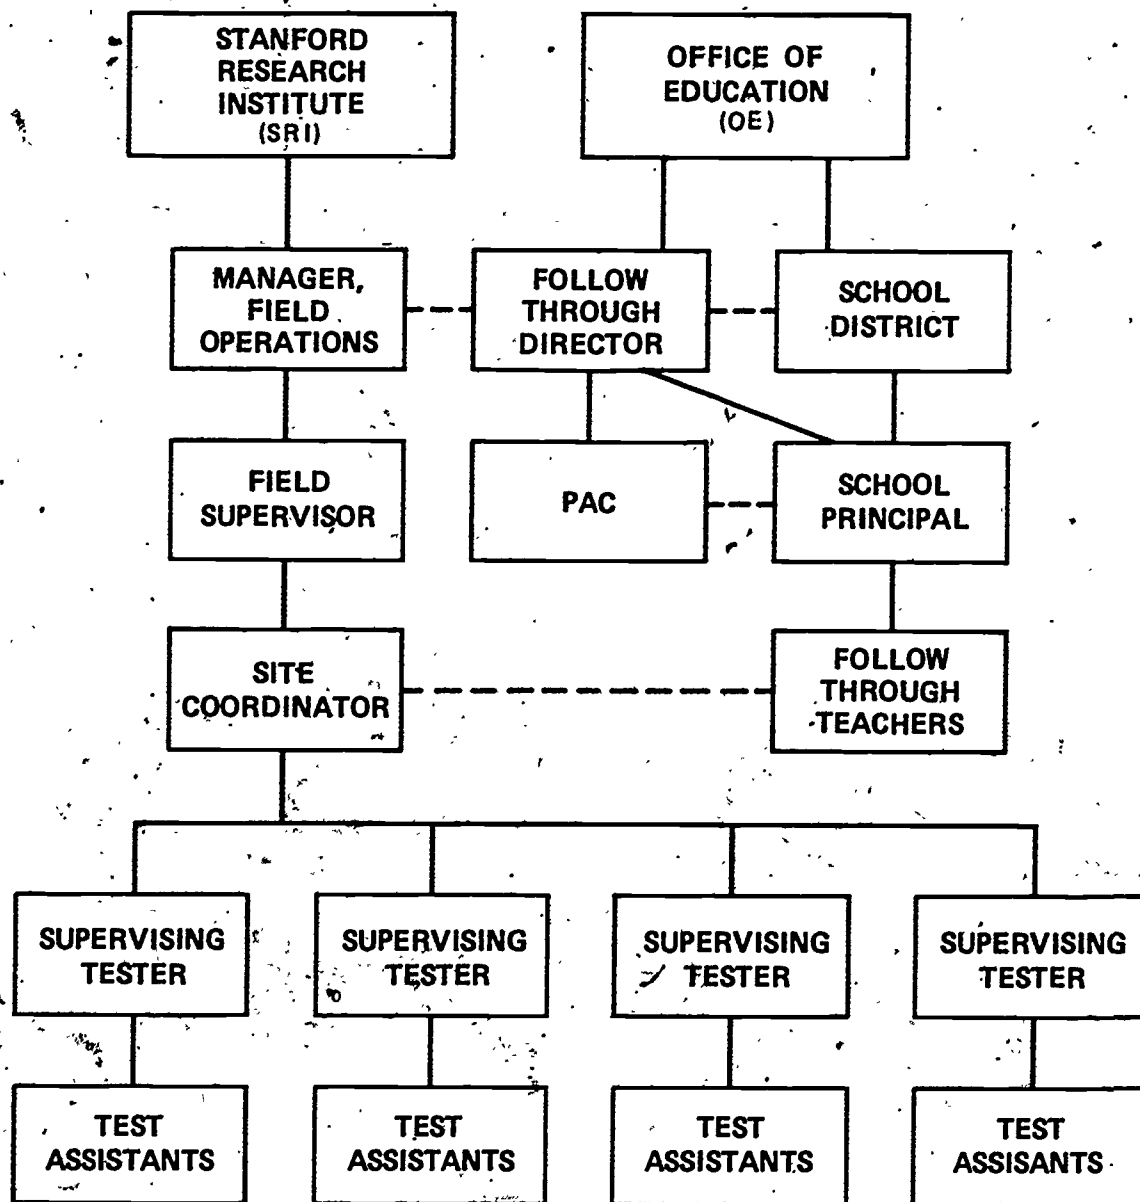 STANFORD
RESEARCH
INSTITUTE
(SRI)
OFFICE OF
EDUCATION
(OE)
MANAGER,
FIELD
OPERATIONS
FOLLOW
THROUGH
DIRECTOR
SCHOOL
DISTRICT
FIELD
SUPERVISOR
PAC
SCHOOL
PRINCIPAL
SITE
COORDINATOR
FOLLOW
THROUGH
TEACHERS
SUPERVISING
TESTER
SUPERVISING
TESTER
SUPERVISING
TESTER
SUPERVISING
TESTER
TEST
ASSISTANTS
TEST
ASSISTANTS
TEST
ASSISTANTS
TEST
ASSISANTS